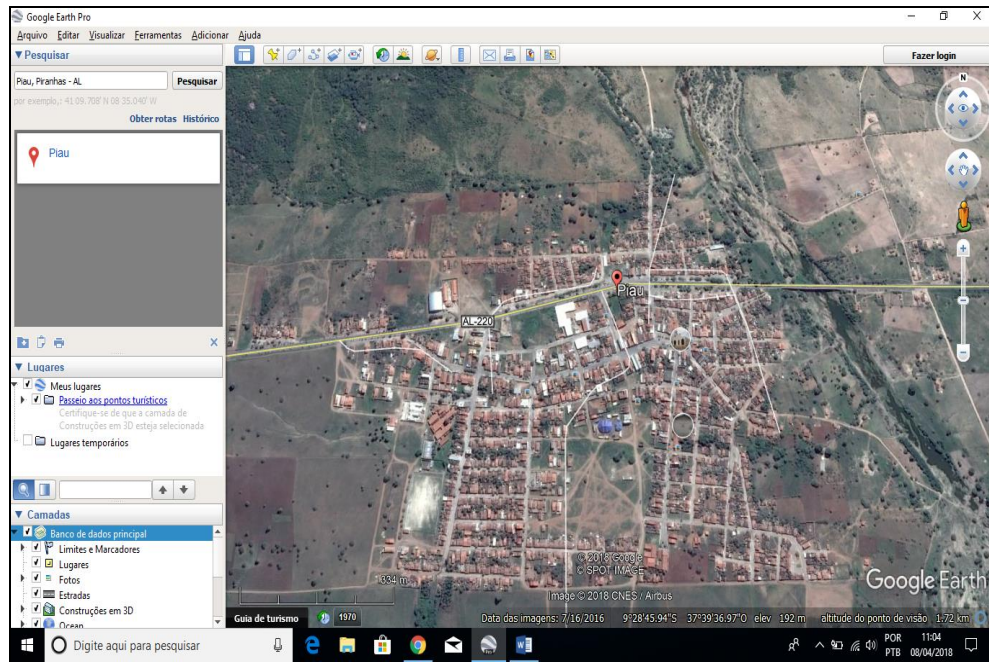 Google Earth Pro
Arquivo Editar Visualizar Ferramentas Adicionar Ajuda
Pesquisar
Fazer login
Piau, Piranhas - AL
Pesquisar
por exemplo,: 41 09.708' N 08 35.040' W
Obter rotas Histórico
Piau
N
Piau
AL-220
Lugares
Meus lugares
Passeio aos pontos turísticos
Certifique-se de que a camada de
Construções em 3D esteja selecionada
Lugares temporários
Camadas
Banco de dados principal
Limites e Marcadores
Lugares
Fotos
Estradas
Construções em 3D
Ocean
334 m
© 2018 Google
© SPOT IMAGE
Image © 2018 CNES / Airbus
Google Earth
Guia de turismo 1970 Data das imagens: 7/16/2016 9°28'45.94"S 37°39'36.97"O elev 192 m altitude do ponto de visão 1.72 km
Digite aqui para pesquisar
POR 11:04
PTB 08/04/2018